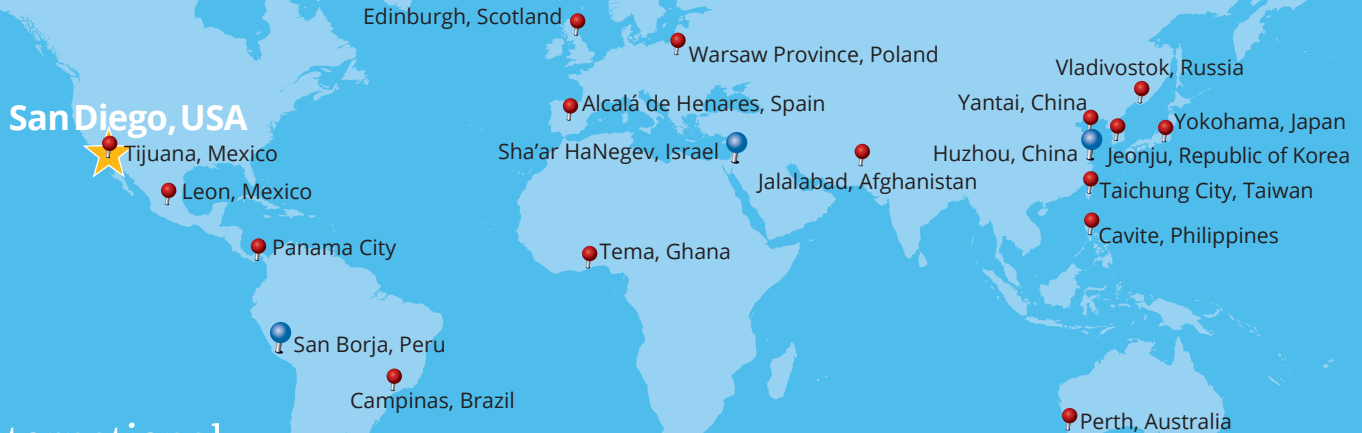 Edinburgh, Scotland
Warsaw Province, Poland
Vladivostok, Russia
San Diego, USA
Alcalá de Henares, Spain
Yantai, China
Yokohama, Japan
Tijuana, Mexico
Sha'ar HaNegev, Israel
Huzhou, China
Jeonju, Republic of Korea
Jalalabad, Afghanistan
Leon, Mexico
Taichung City, Taiwan
Cavite, Philippines
Panama City
Tema, Ghana
San Borja, Peru
Campinas, Brazil
Perth, Australia